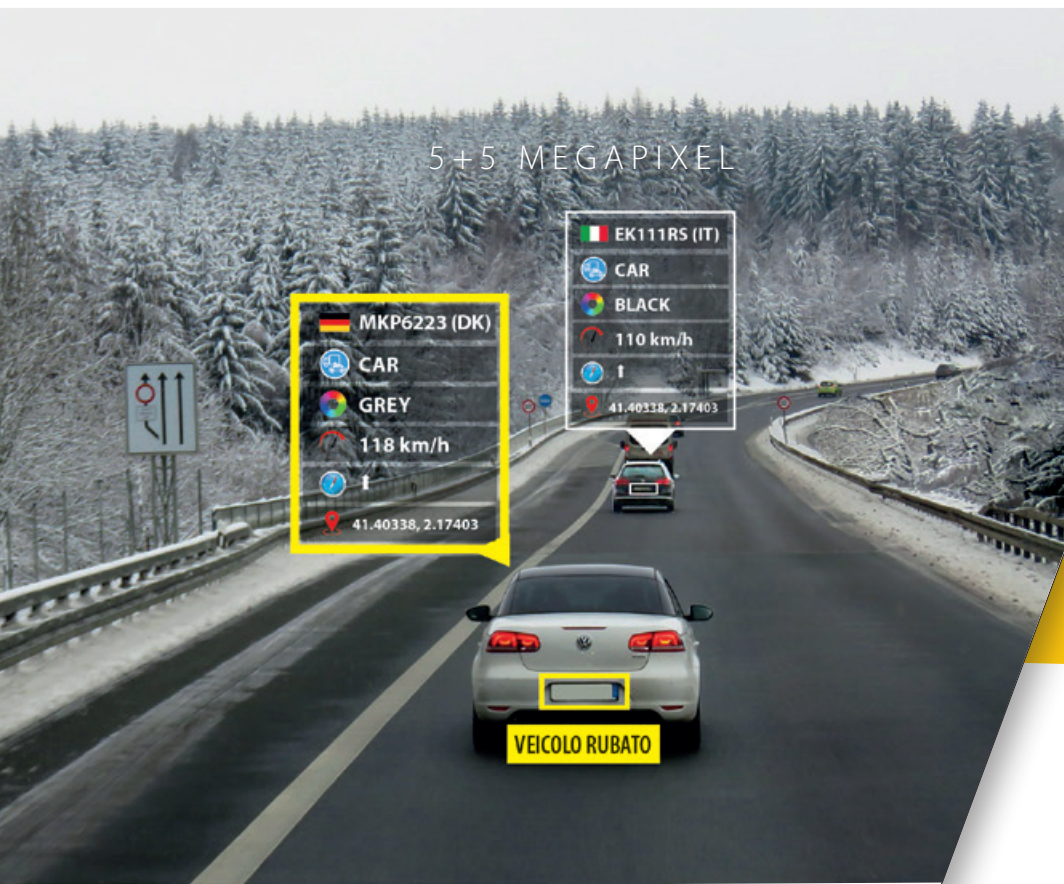 5+5 MEGAPIXEL
EK111RS (IT)
CAR
BLACK
110 km/h
41.40338, 2.17403
MKP6223 (DK)
CAR
GREY
118 km/h
41.40338, 2.17403
VEICOLO RUBATO